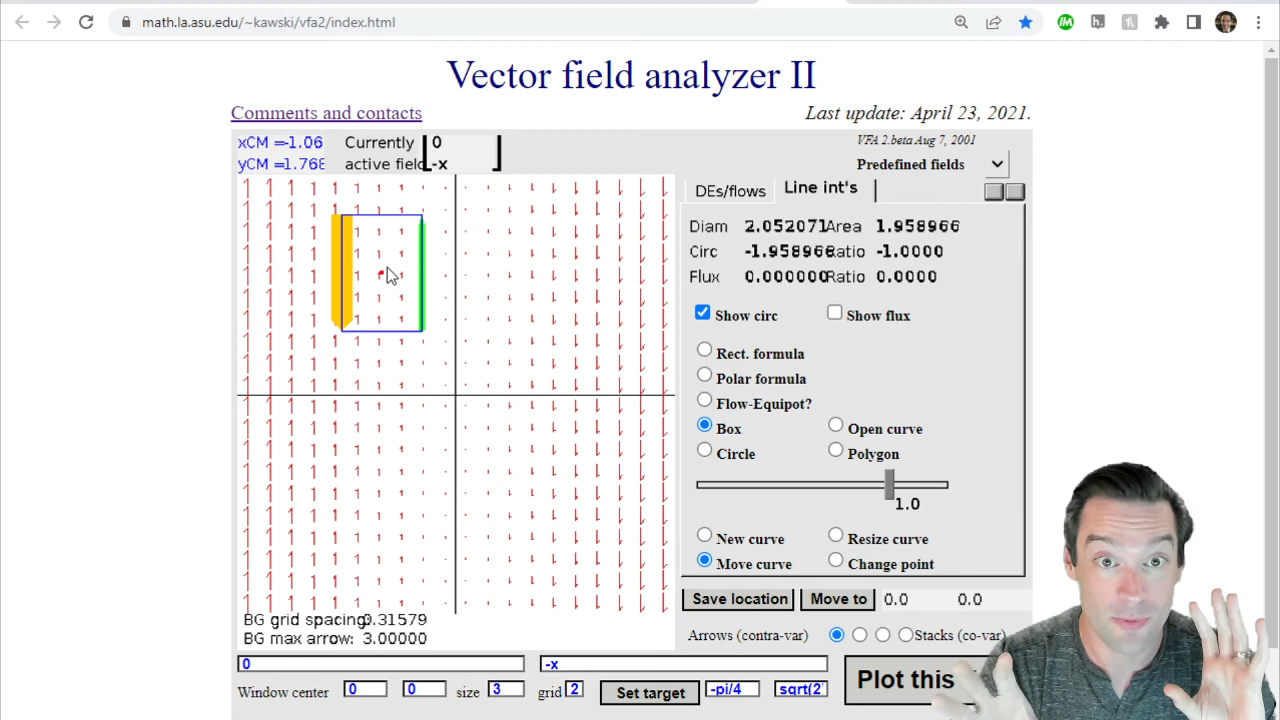 math.la.asu.edu/~kawski/vfa2/index.html
Vector field analyzer II
Comments and contacts
Last update: April 23, 2021.
xCM =-1.06
yCM =1.768
Currently
active field
0
-x
VFA 2.beta Aug 7, 2001
Predefined fields
DEs/flows
Line int's
Diam 2.052071 Area 1.958966
Circ -1.958966 Ratio -1.0000
Flux 0.000000 Ratio 0.0000
Show circ
Show flux
Rect. formula
Polar formula
Flow-Equipot?
Box
Open curve
Circle
Polygon
1.0
New curve
Resize curve
Move curve
Change point
BG grid spacing 0.31579
BG max arrow: 3.00000
Save location
Move to
0.0
0.0
Arrows (contra-var)
Stacks (co-var)
0
-x
Window center
0
0
size
3
grid
2
Set target
-pi/4
sqrt(2
Plot this